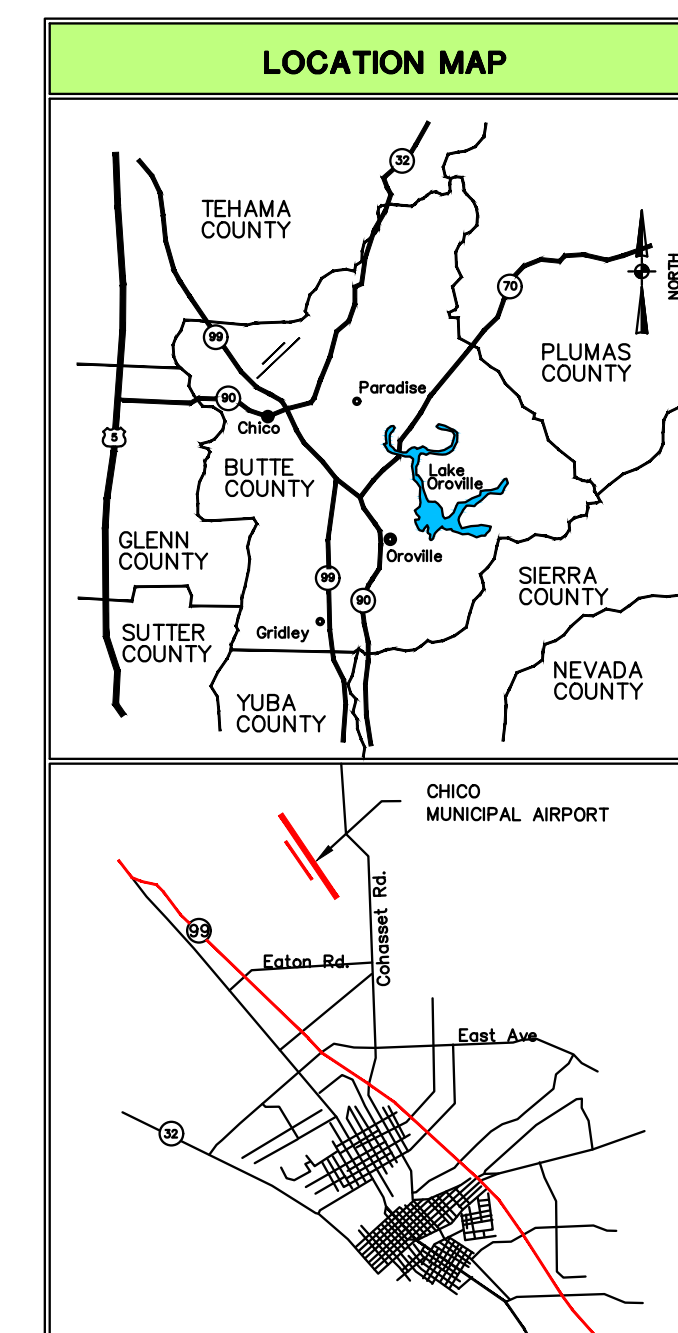 LOCATION MAP
32
TEHAMA
COUNTY
NORTH
70
99
PLUMAS
COUNTY
Paradise
90
Chico
5
BUTTE
COUNTY
Lake
Oroville
GLENN
COUNTY
Oroville
99
SIERRA
COUNTY
90
SUTTER
COUNTY
Gridley
NEVADA
COUNTY
YUBA
COUNTY
CHICO
MUNICIPAL AIRPORT
Cohasset Rd.
99
Eaton Rd.
East Ave
32